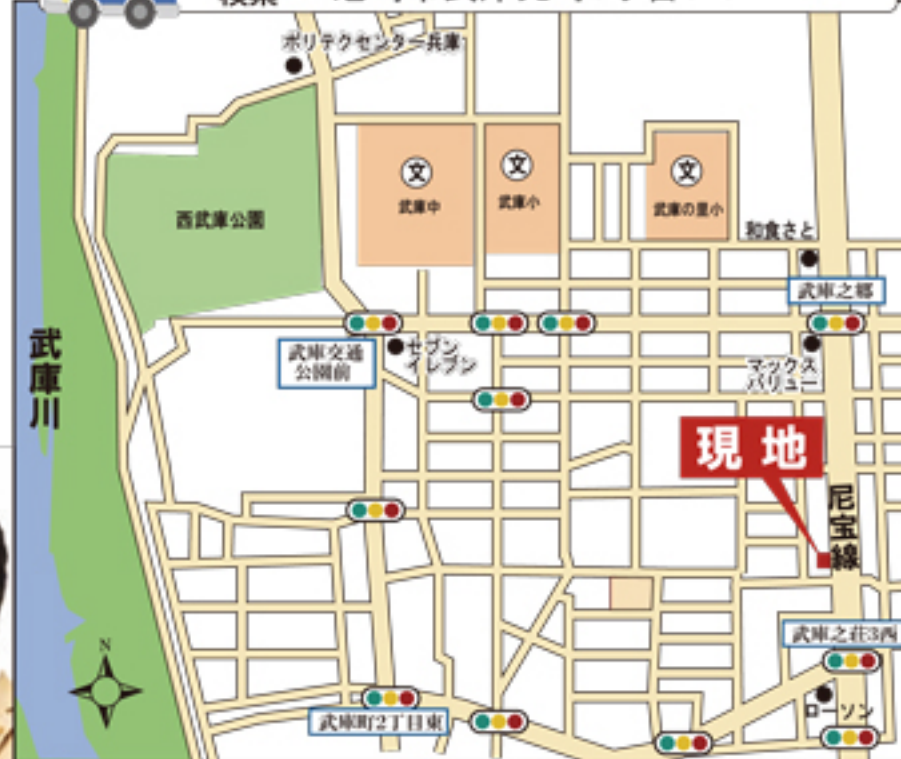 ポリテクセンター兵庫
文
武庫中
文
武庫小
文
武庫の里小
西武庫公園
和食さと
武庫之郷
武庫交通
公園前
セブン
イレブン
マックス
バリュー
武庫川
現地
尼宝線
N
武庫之荘3西
武庫町2丁目東
ローソン